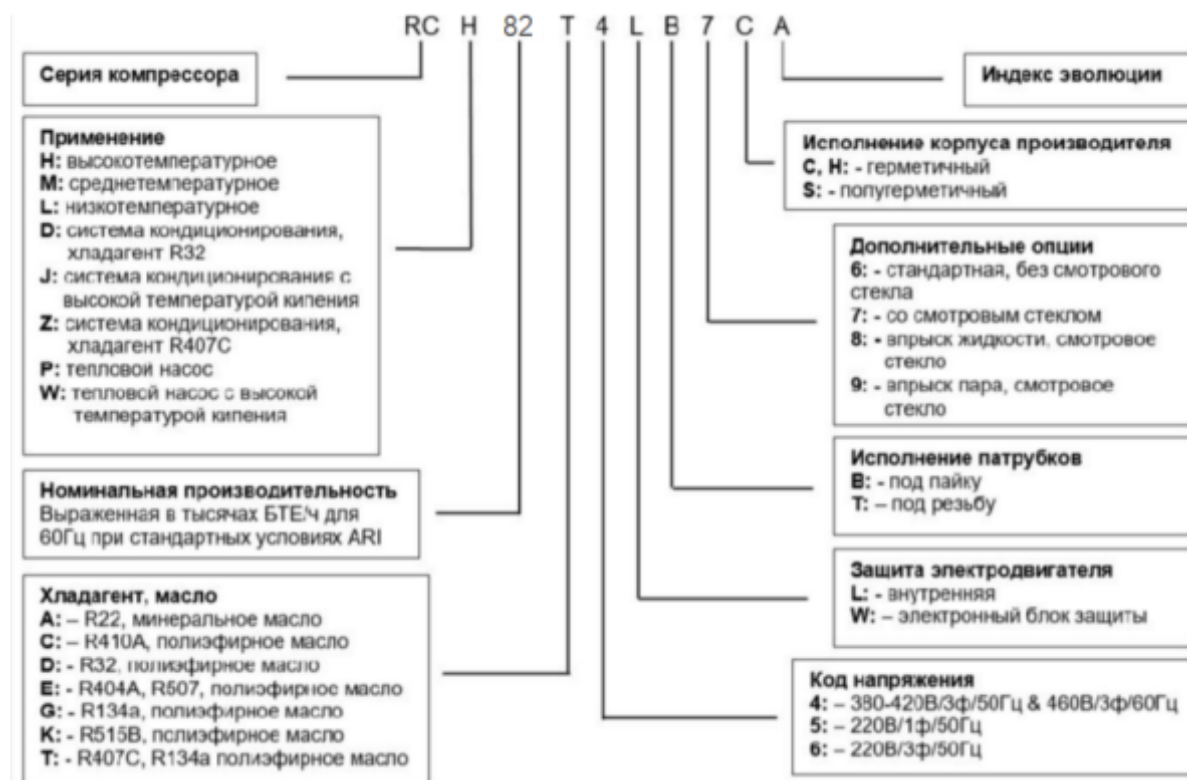 RC H 82 T 4 L B 7 C A
Серия компрессора
Применение
H: высокотемпературное
M: среднетемпературное
L: низкотемпературное
D: система кондиционирования,
хладагент R32
J: система кондиционирования с
высокой температурой кипения
Z: система кондиционирования,
хладагент R407C
P: тепловой насос
W: тепловой насос с высокой
температурой кипения
Номинальная производительность
Выраженная в тысячах БТЕ/ч для
60Гц при стандартных условиях ARI
Хладагент, масло
A: – R22, минеральное масло
C: – R410A, полиэфирное масло
D: - R32, полиэфирное масло
E: - R404A, R507, полиэфирное масло
G: - R134a, полиэфирное масло
K: - R515B, полиэфирное масло
T: - R407C, R134a полиэфирное масло
Индекс эволюции
Исполнение корпуса производителя
C, H: - герметичный
S: - попугерметичный
Дополнительные опции
6: - стандартная, без смотрового
стекла
7: - со смотровым стеклом
8: - впрыск жидкости, смотровое
стекло
9: - впрыск пара, смотровое
стекло
Исполнение патрубков
B: - под пайку
T: – под резьбу
Защита электродвигателя
L: - внутренняя
W: – электронный блок защиты
Код напряжения
4: – 380-420В/3ф/50Гц & 460В/3ф/60Гц
5: – 220В/1ф/50Гц
6: – 220В/3ф/50Гц